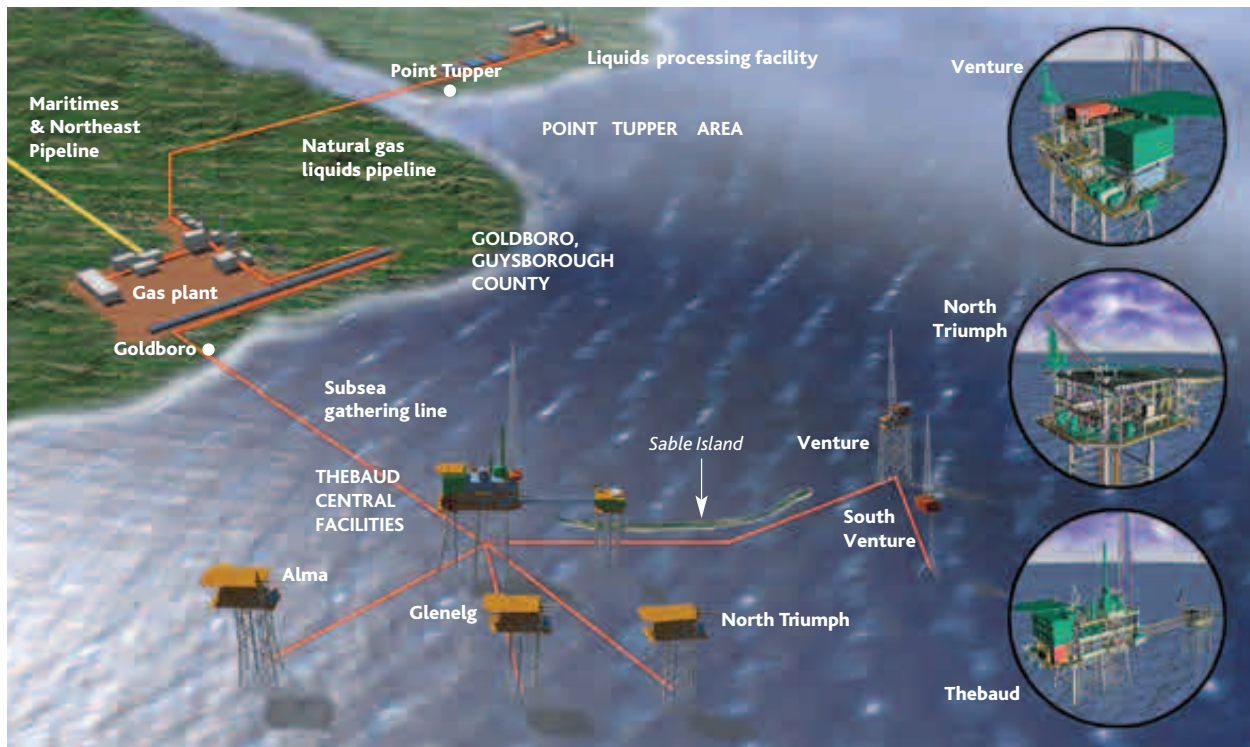 Point Tupper
Liquids processing facility
Venture
Maritimes
& Northeast
Pipeline
POINT TUPPER AREA
Natural gas
liquids pipeline
GOLDBORO,
GUYSBOROUGH
COUNTY
Gas plant
North
Triumph
Goldboro
Subsea
gathering line
Sable Island
Venture
THEBAUD
CENTRAL
FACILITIES
South
Venture
Alma
Glenelg
North Triumph
Thebaud